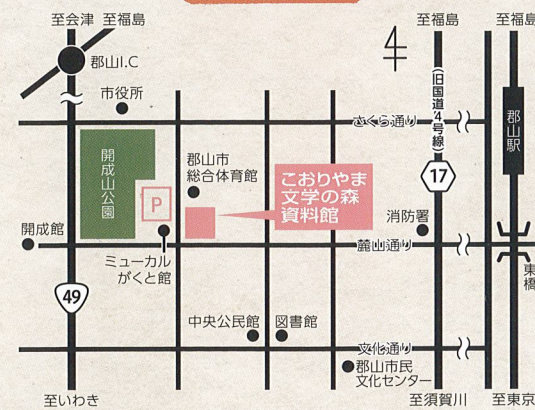 至会津 至福島
至福島
至福島
郡山I.C
市役所
(旧国道4号線)
さくら通り
郡山駅
開成山公園
郡山市
総合体育館
こおりやま
文学の森
資料館
17
P
消防署
開成館
麓山通り
ミューカル
がくと館
東橋
49
中央公民館
図書館
文化通り
郡山市民
文化センター
至いわき
至須賀川
至東京